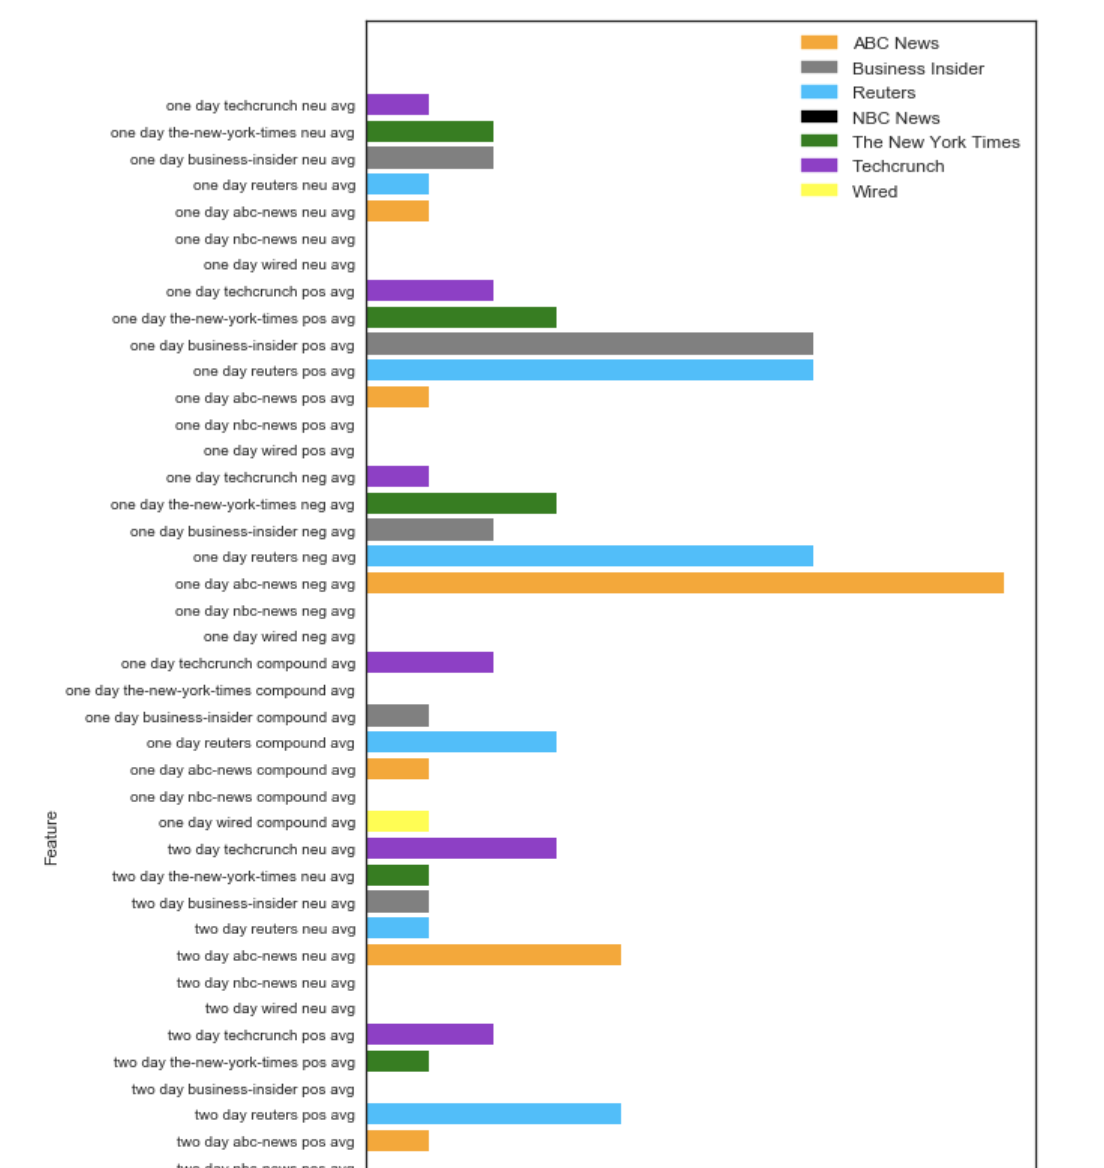 ABC News
Business Insider
Reuters
NBC News
The New York Times
Techcrunch
Wired
one day techcrunch neu avg
one day the-new-york-times neu avg
one day business-insider neu avg
one day reuters neu avg
one day abc-news neu avg
one day nbc-news neu avg
one day wired neu avg
one day techcrunch pos avg
one day the-new-york-times pos avg
one day business-insider pos avg
one day reuters pos avg
one day abc-news pos avg
one day nbc-news pos avg
one day wired pos avg
one day techcrunch neg avg
one day the-new-york-times neg avg
one day business-insider neg avg
one day reuters neg avg
one day abc-news neg avg
one day nbc-news neg avg
one day wired neg avg
one day techcrunch compound avg
one day the-new-york-times compound avg
one day business-insider compound avg
one day reuters compound avg
one day abc-news compound avg
one day nbc-news compound avg
one day wired compound avg
two day techcrunch neu avg
two day the-new-york-times neu avg
two day business-insider neu avg
two day reuters neu avg
two day abc-news neu avg
two day nbc-news neu avg
two day wired neu avg
two day techcrunch pos avg
two day the-new-york-times pos avg
two day business-insider pos avg
two day reuters pos avg
two day abc-news pos avg
two day nbc-news pos avg
Feature